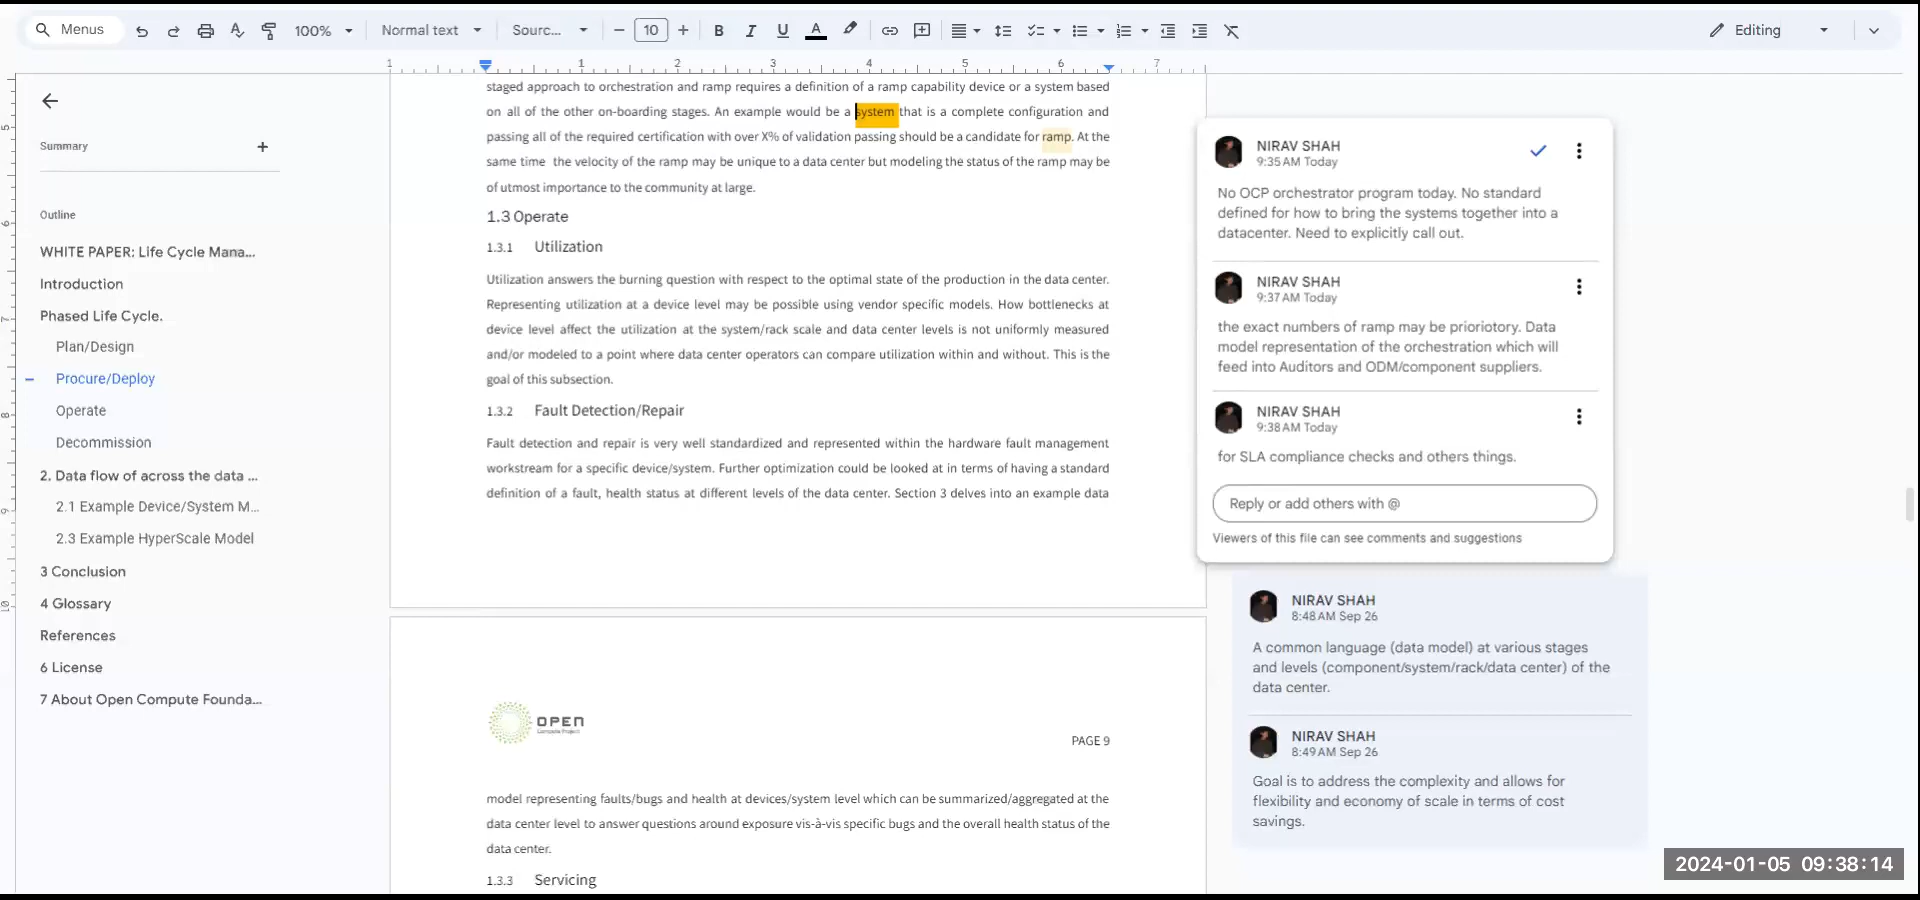 Menus
100%
Normal text
Sourc...
10
Editing
1 1 2 3 4 5 6 7
5
6
7
8
9
10
Summary
Outline
WHITE PAPER: Life Cycle Mana...
Introduction
Phased Life Cycle.
Plan/Design
Procure/Deploy
Operate
Decommission
2. Data flow of across the data ...
2.1 Example Device/System M...
2.3 Example HyperScale Model
3 Conclusion
4 Glossary
References
6 License
7 About Open Compute Founda...
staged approach to orchestration and ramp requires a definition of a ramp capability device or a system based
on all of the other on-boarding stages. An example would be a system that is a complete configuration and
passing all of the required certification with over X% of validation passing should be a candidate for ramp. At the
same time the velocity of the ramp may be unique to a data center but modeling the status of the ramp may be
of utmost importance to the community at large.
1.3 Operate
1.3.1 Utilization
Utilization answers the burning question with respect to the optimal state of the production in the data center.
Representing utilization at a device level may be possible using vendor specific models. How bottlenecks at
device level affect the utilization at the system/rack scale and data center levels is not uniformly measured
and/or modeled to a point where data center operators can compare utilization within and without. This is the
goal of this subsection.
1.3.2 Fault Detection/Repair
Fault detection and repair is very well standardized and represented within the hardware fault management
workstream for a specific device/system. Further optimization could be looked at in terms of having a standard
definition of a fault, health status at different levels of the data center. Section 3 delves into an example data
OPEN
Compute Project
PAGE 9
model representing faults/bugs and health at devices/system level which can be summarized/aggregated at the
data center level to answer questions around exposure vis-à-vis specific bugs and the overall health status of the
data center.
1.3.3 Servicing
NIRAV SHAH
9:35 AM Today
No OCP orchestrator program today. No standard
defined for how to bring the systems together into a
datacenter. Need to explicitly call out.
NIRAV SHAH
9:37 AM Today
the exact numbers of ramp may be prioriotory. Data
model representation of the orchestration which will
feed into Auditors and ODM/component suppliers.
NIRAV SHAH
9:38 AM Today
for SLA compliance checks and others things.
Reply or add others with @
Viewers of this file can see comments and suggestions
NIRAV SHAH
8:48 AM Sep 26
A common language (data model) at various stages
and levels (component/system/rack/data center) of the
data center.
NIRAV SHAH
8:49 AM Sep 26
Goal is to address the complexity and allows for
flexibility and economy of scale in terms of cost
savings.
2024-01-05 09:38:14